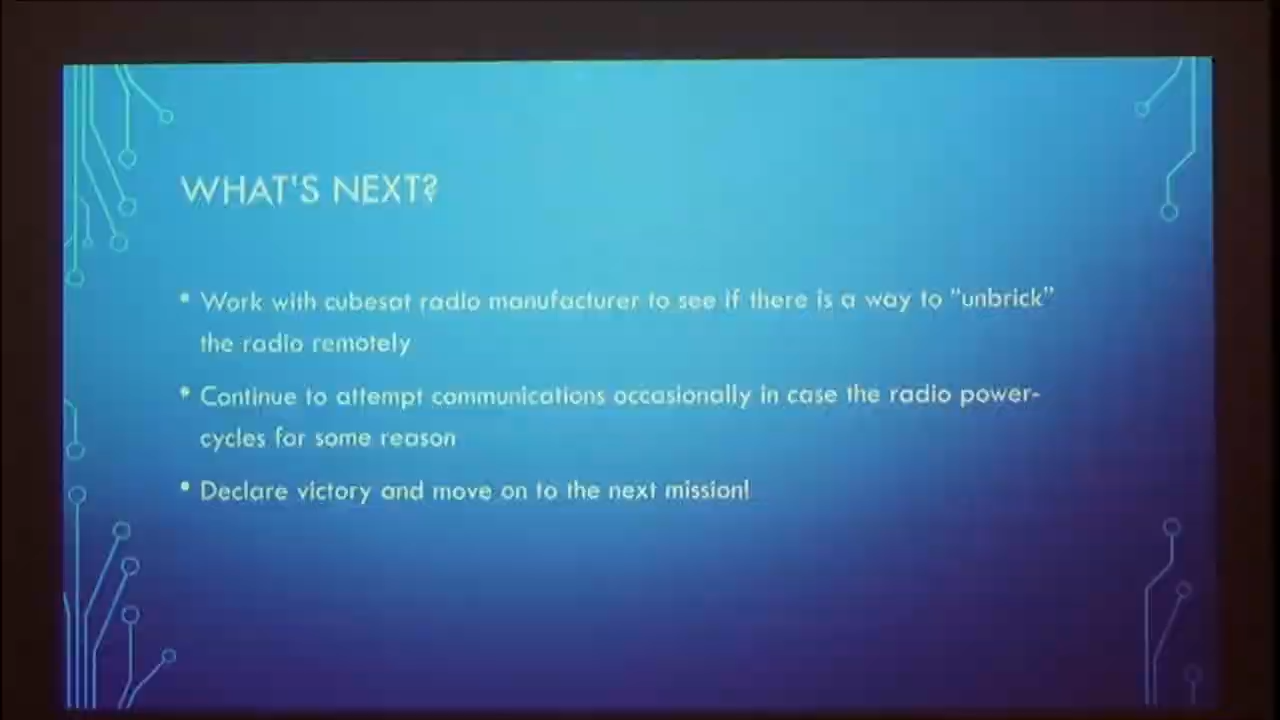 WHAT'S NEXT?
• Work with cubesat radio manufacturer to see if there is a way to "unbrick"
the radio remotely
• Continue to attempt communications occasionally in case the radio power-
cycles for some reason
• Declare victory and move on to the next mission!